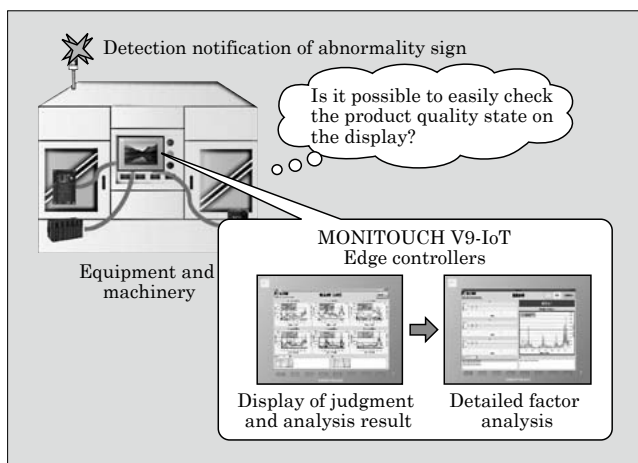 Detection notification of abnormality sign
Is it possible to easily check
the product quality state on
the display?
MONITOUCH V9-IoT
Edge controllers
Equipment and
machinery
Display of judgment
and analysis result
Detailed factor
analysis